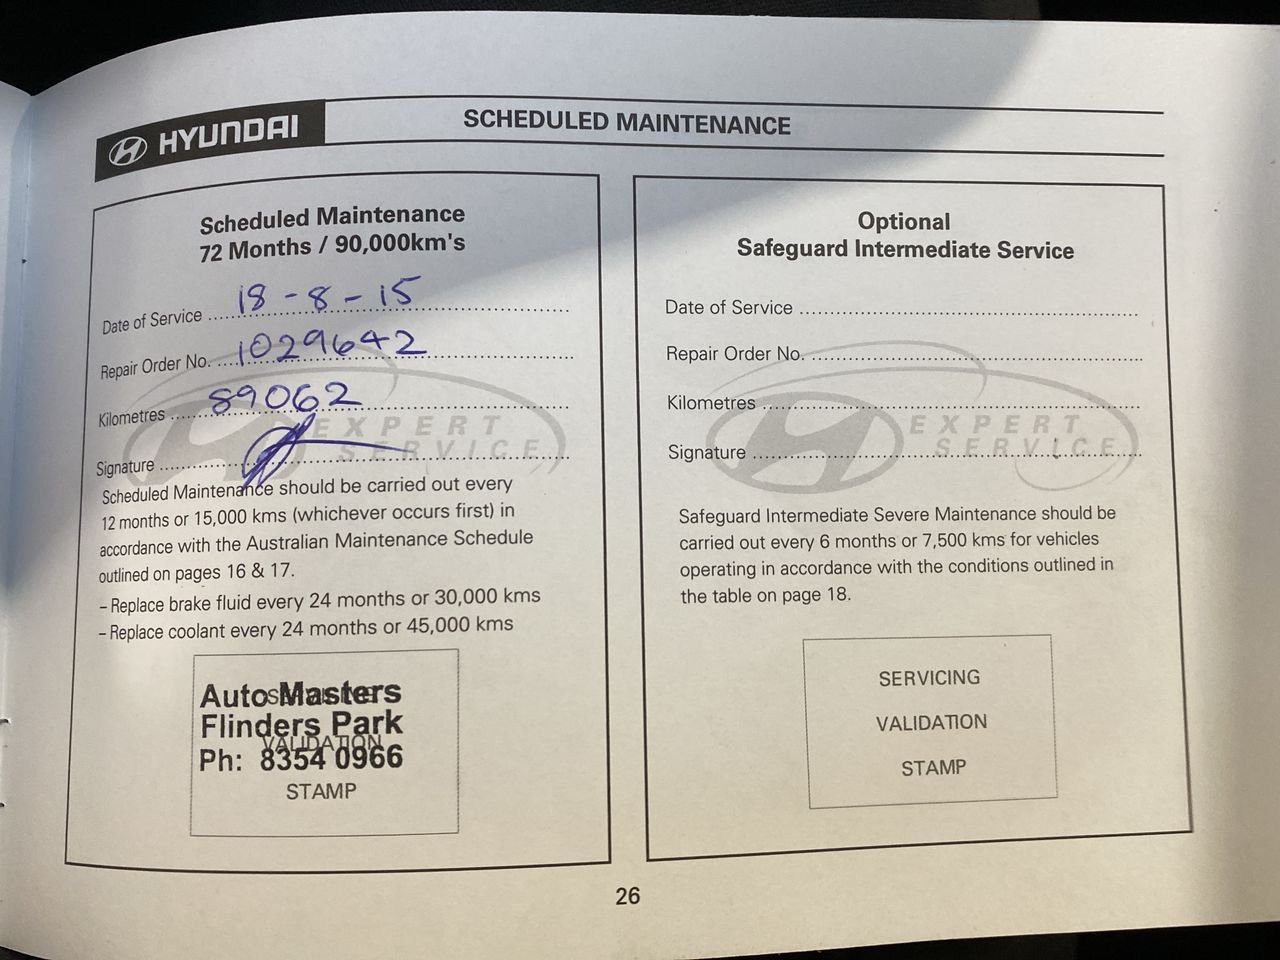 HYUNDAI
SCHEDULED MAINTENANCE
Scheduled Maintenance
72 Months / 90,000km's
Date of Service 18-8-15
Repair Order No. 1029642
Kilometres 89062
EXPERT
SERVICE
Signature
Scheduled Maintenance should be carried out every
12 months or 15,000 kms (whichever occurs first) in
accordance with the Australian Maintenance Schedule
outlined on pages 16 & 17.
– Replace brake fluid every 24 months or 30,000 kms
– Replace coolant every 24 months or 45,000 kms
Auto Masters
Flinders Park
VALIDATION
Ph: 8354 0966
STAMP
Optional
Safeguard Intermediate Service
Date of Service
Repair Order No.
Kilometres
EXPERT
SERVICE
Signature
Safeguard Intermediate Severe Maintenance should be
carried out every 6 months or 7,500 kms for vehicles
operating in accordance with the conditions outlined in
the table on page 18.
SERVICING
VALIDATION
STAMP
26